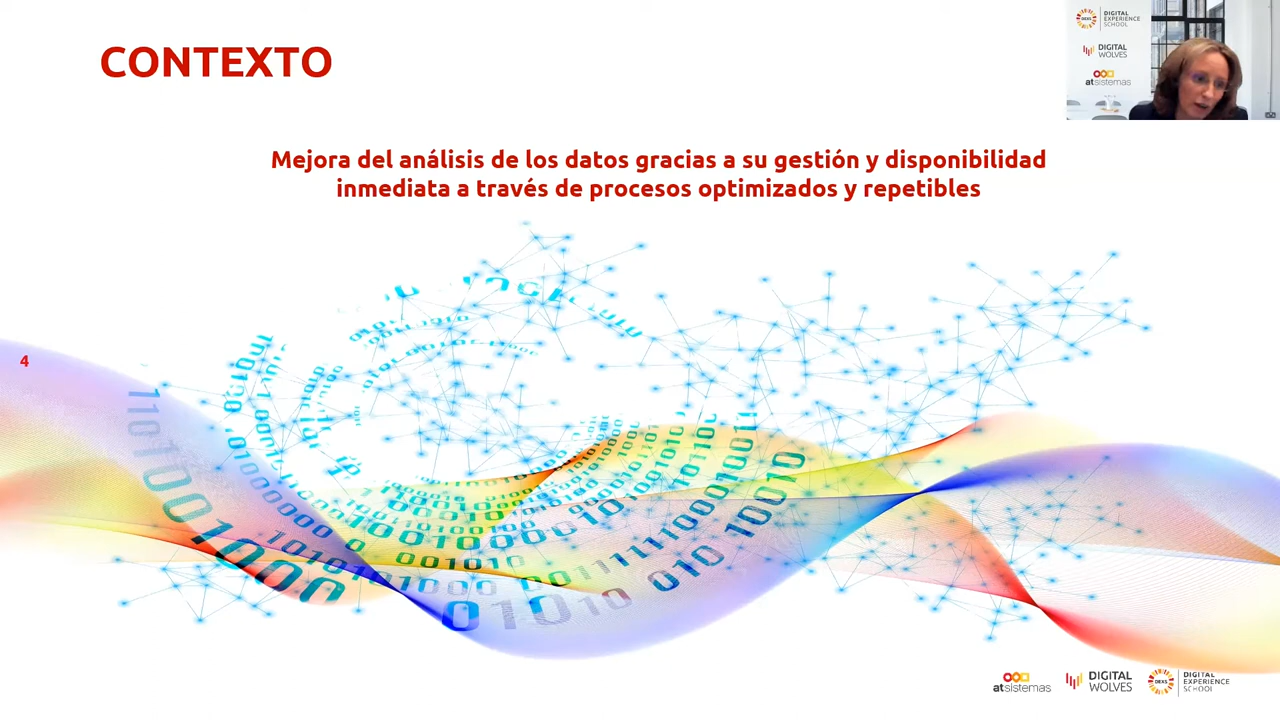 CONTEXTO
DIGITAL
EXPERIENCE
SCHOOL
DIGITAL
WOLVES
atsistemas
Mejora del análisis de los datos gracias a su gestión y disponibilidad
inmediata a través de procesos optimizados y repetibles
4
atsistemas
DIGITAL
WOLVES
DEXS
DIGITAL
EXPERIENCE
SCHOOL